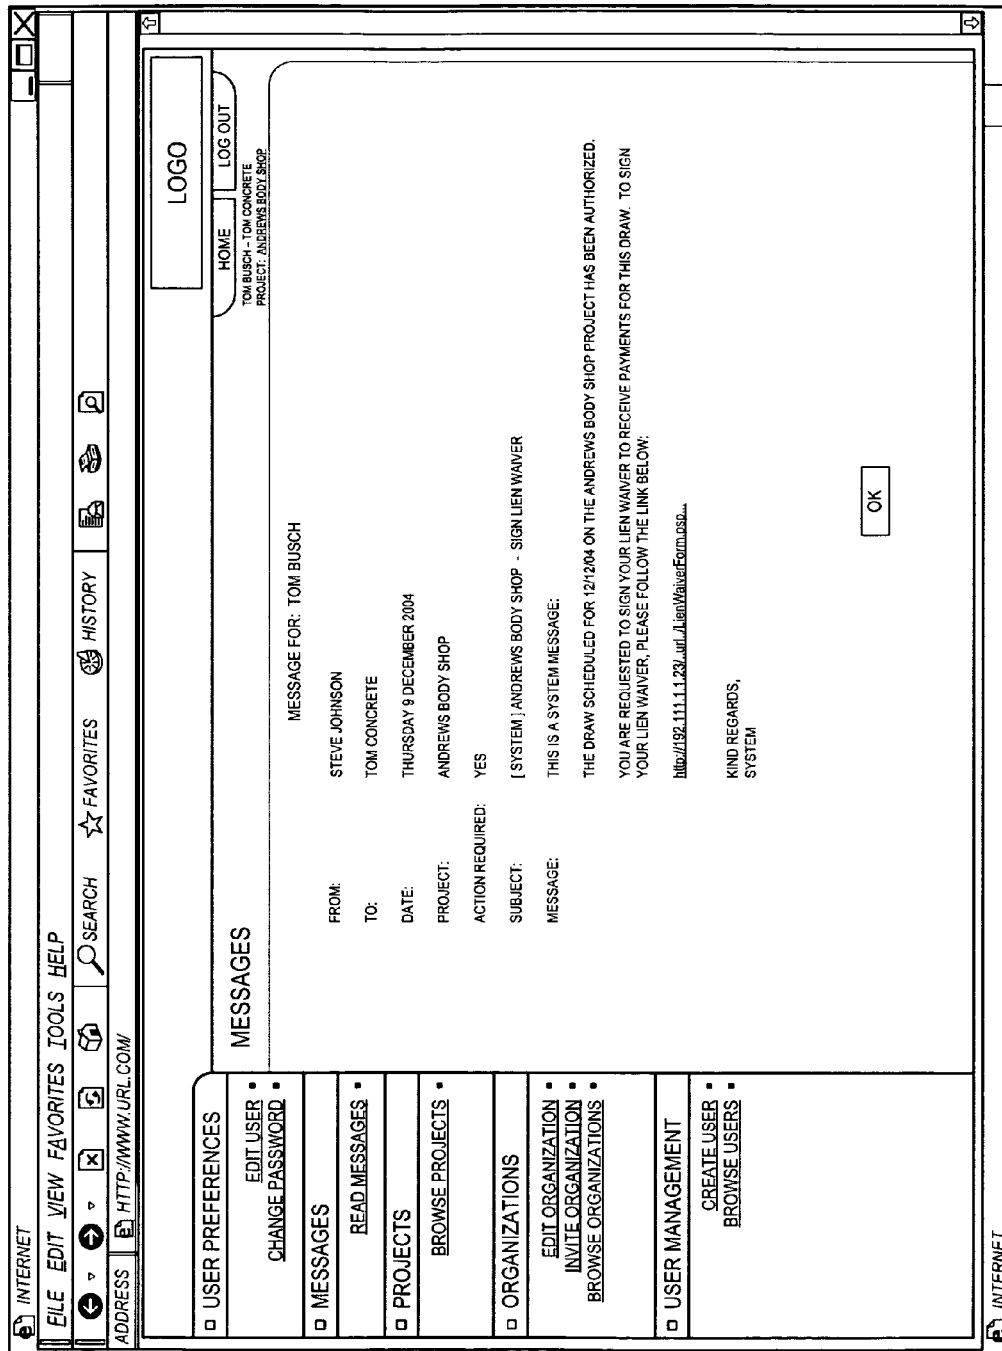 INTERNET
FILE EDIT VIEW FAVORITES TOOLS HELP
SEARCH FAVORITES HISTORY
ADDRESS HTTP://WWW.URL.COM/
LOGO
HOME LOG OUT
TOM BUSCH – TOM CONCRETE
PROJECT: ANDREWS BODY SHOP
USER PREFERENCES
EDIT USER
CHANGE PASSWORD
MESSAGES
READ MESSAGES
PROJECTS
BROWSE PROJECTS
ORGANIZATIONS
EDIT ORGANIZATION
INVITE ORGANIZATION
BROWSE ORGANIZATIONS
USER MANAGEMENT
CREATE USER
BROWSE USERS
MESSAGES
MESSAGE FOR: TOM BUSCH
FROM: STEVE JOHNSON
TO: TOM CONCRETE
DATE: THURSDAY 9 DECEMBER 2004
PROJECT: ANDREWS BODY SHOP
ACTION REQUIRED: YES
SUBJECT: [SYSTEM] ANDREWS BODY SHOP - SIGN LIEN WAIVER
MESSAGE: THIS IS A SYSTEM MESSAGE:
THE DRAW SCHEDULED FOR 12/12/04 ON THE ANDREWS BODY SHOP PROJECT HAS BEEN AUTHORIZED.
YOU ARE REQUESTED TO SIGN YOUR LIEN WAIVER TO RECEIVE PAYMENTS FOR THIS DRAW. TO SIGN
YOUR LIEN WAIVER, PLEASE FOLLOW THE LINK BELOW:
http://192.111.1.1.23/..url../LienWaiverForm.psp...
KIND REGARDS,
SYSTEM
OK
INTERNET